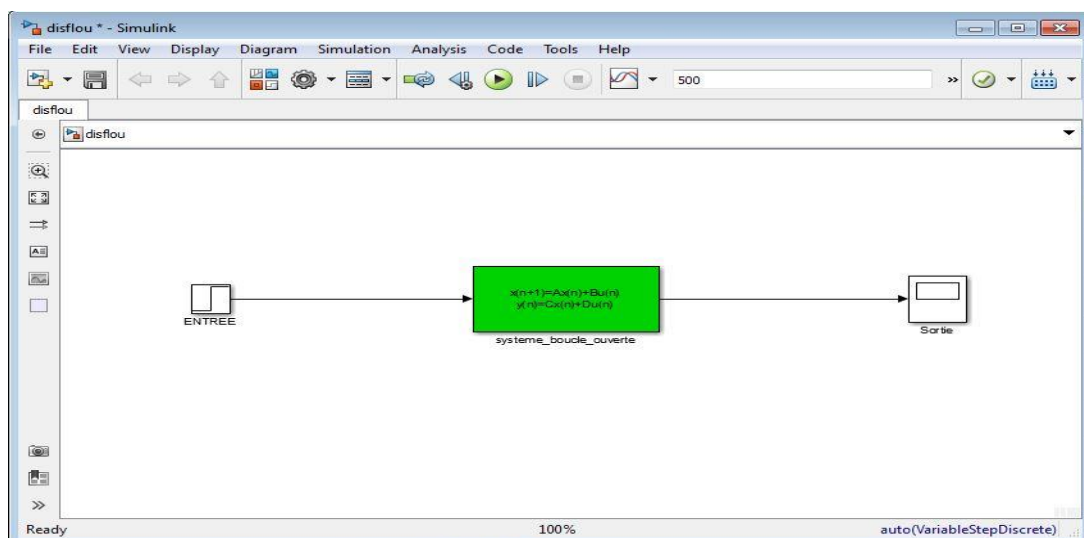 disflou * - Simulink
File Edit View Display Diagram Simulation Analysis Code Tools Help
500
disflou
disflou
x(n+1)=Ax(n)+Bu(n)
y(n)=Cx(n)+Du(n)
ENTREE
systeme_boucle_ouverte
Sortie
Ready 100% auto(VariableStepDiscrete)